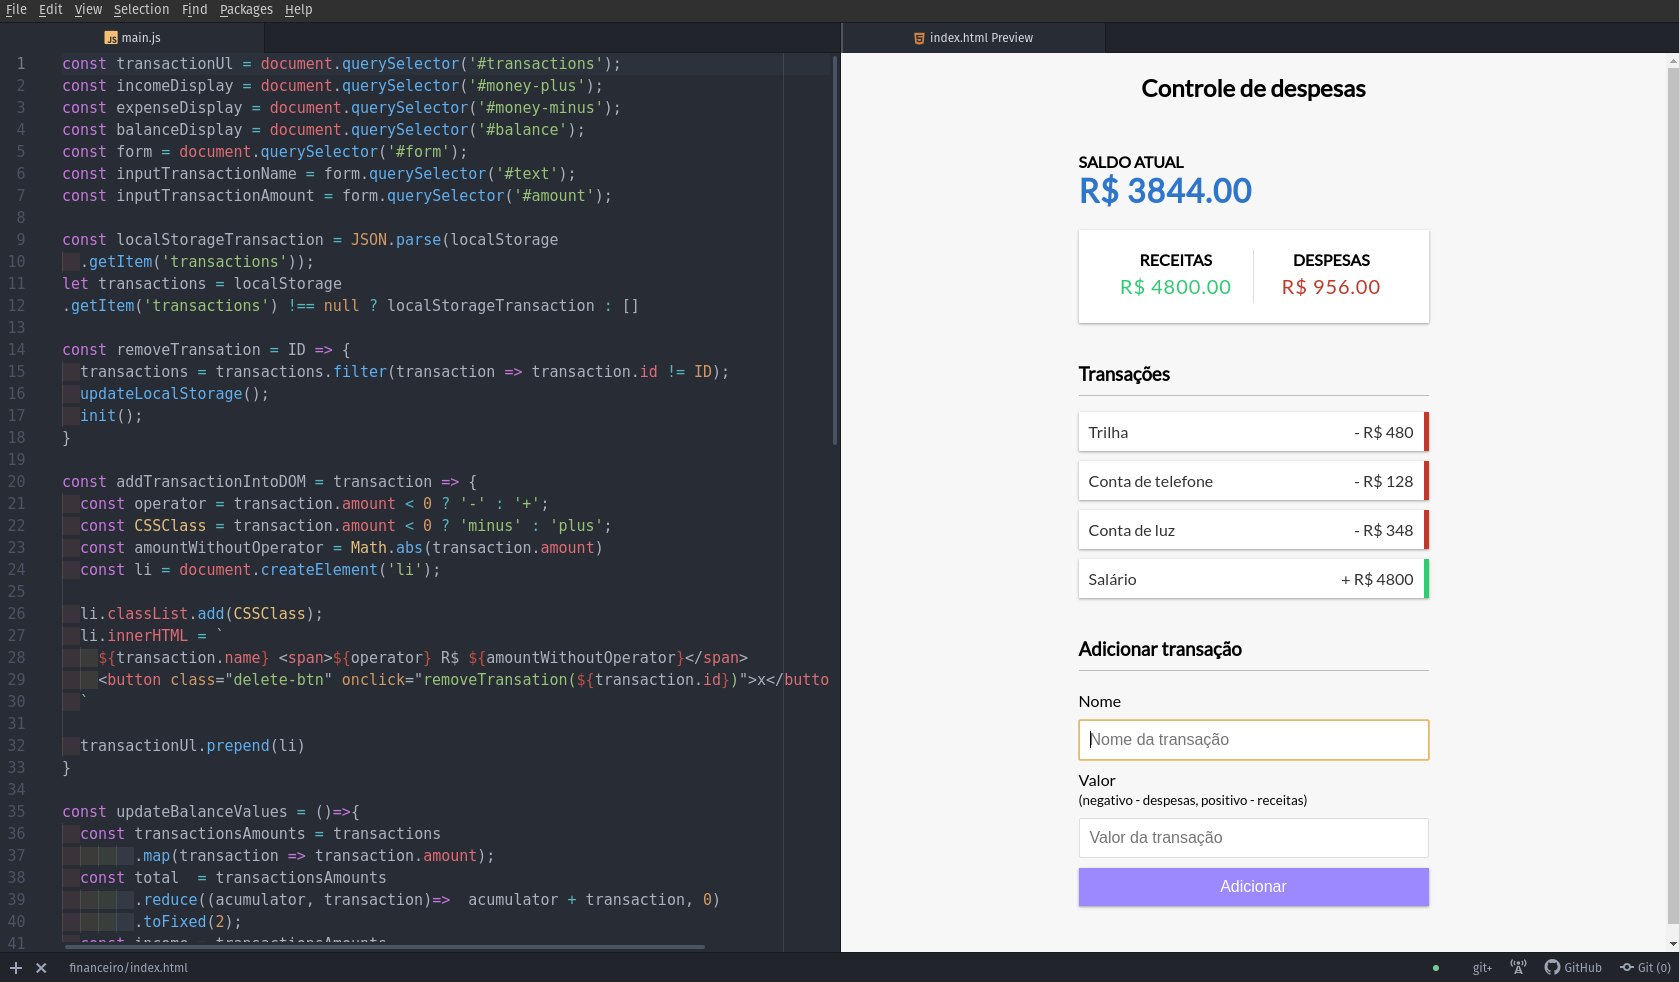 File Edit View Selection Find Packages Help
main.js
1 const transactionUl = document.querySelector('#transactions');
2 const incomeDisplay = document.querySelector('#money-plus');
3 const expenseDisplay = document.querySelector('#money-minus');
4 const balanceDisplay = document.querySelector('#balance');
5 const form = document.querySelector('#form');
6 const inputTransactionName = form.querySelector('#text');
7 const inputTransactionAmount = form.querySelector('#amount');
8
9 const localStorageTransaction = JSON.parse(localStorage
10 .getItem('transactions'));
11 let transactions = localStorage
12 .getItem('transactions') !== null ? localStorageTransaction : []
13
14 const removeTransation = ID => {
15 transactions = transactions.filter(transaction => transaction.id != ID);
16 updateLocalStorage();
17 init();
18 }
19
20 const addTransactionIntoDOM = transaction => {
21 const operator = transaction.amount < 0 ? '-' : '+';
22 const CSSClass = transaction.amount < 0 ? 'minus' : 'plus';
23 const amountWithoutOperator = Math.abs(transaction.amount)
24 const li = document.createElement('li');
25
26 li.classList.add(CSSClass);
27 li.innerHTML = `
28 ${transaction.name} <span>${operator} R$ ${amountWithoutOperator}</span>
29 <button class="delete-btn" onclick="removeTransation(${transaction.id})">x</butto
30 `
31
32 transactionUl.prepend(li)
33 }
34
35 const updateBalanceValues = ()=>{
36 const transactionsAmounts = transactions
37 .map(transaction => transaction.amount);
38 const total  = transactionsAmounts
39 .reduce((acumulator, transaction)=>  acumulator + transaction, 0)
40 .toFixed(2);
41 const income = transactionsAmounts
index.html Preview
Controle de despesas
SALDO ATUAL
R$ 3844.00
RECEITAS
R$ 4800.00
DESPESAS
R$ 956.00
Transações
Trilha - R$ 480
Conta de telefone - R$ 128
Conta de luz - R$ 348
Salário + R$ 4800
Adicionar transação
Nome
Nome da transação
Valor
(negativo - despesas, positivo - receitas)
Valor da transação
Adicionar
financeiro/index.html
git+ GitHub Git (0)